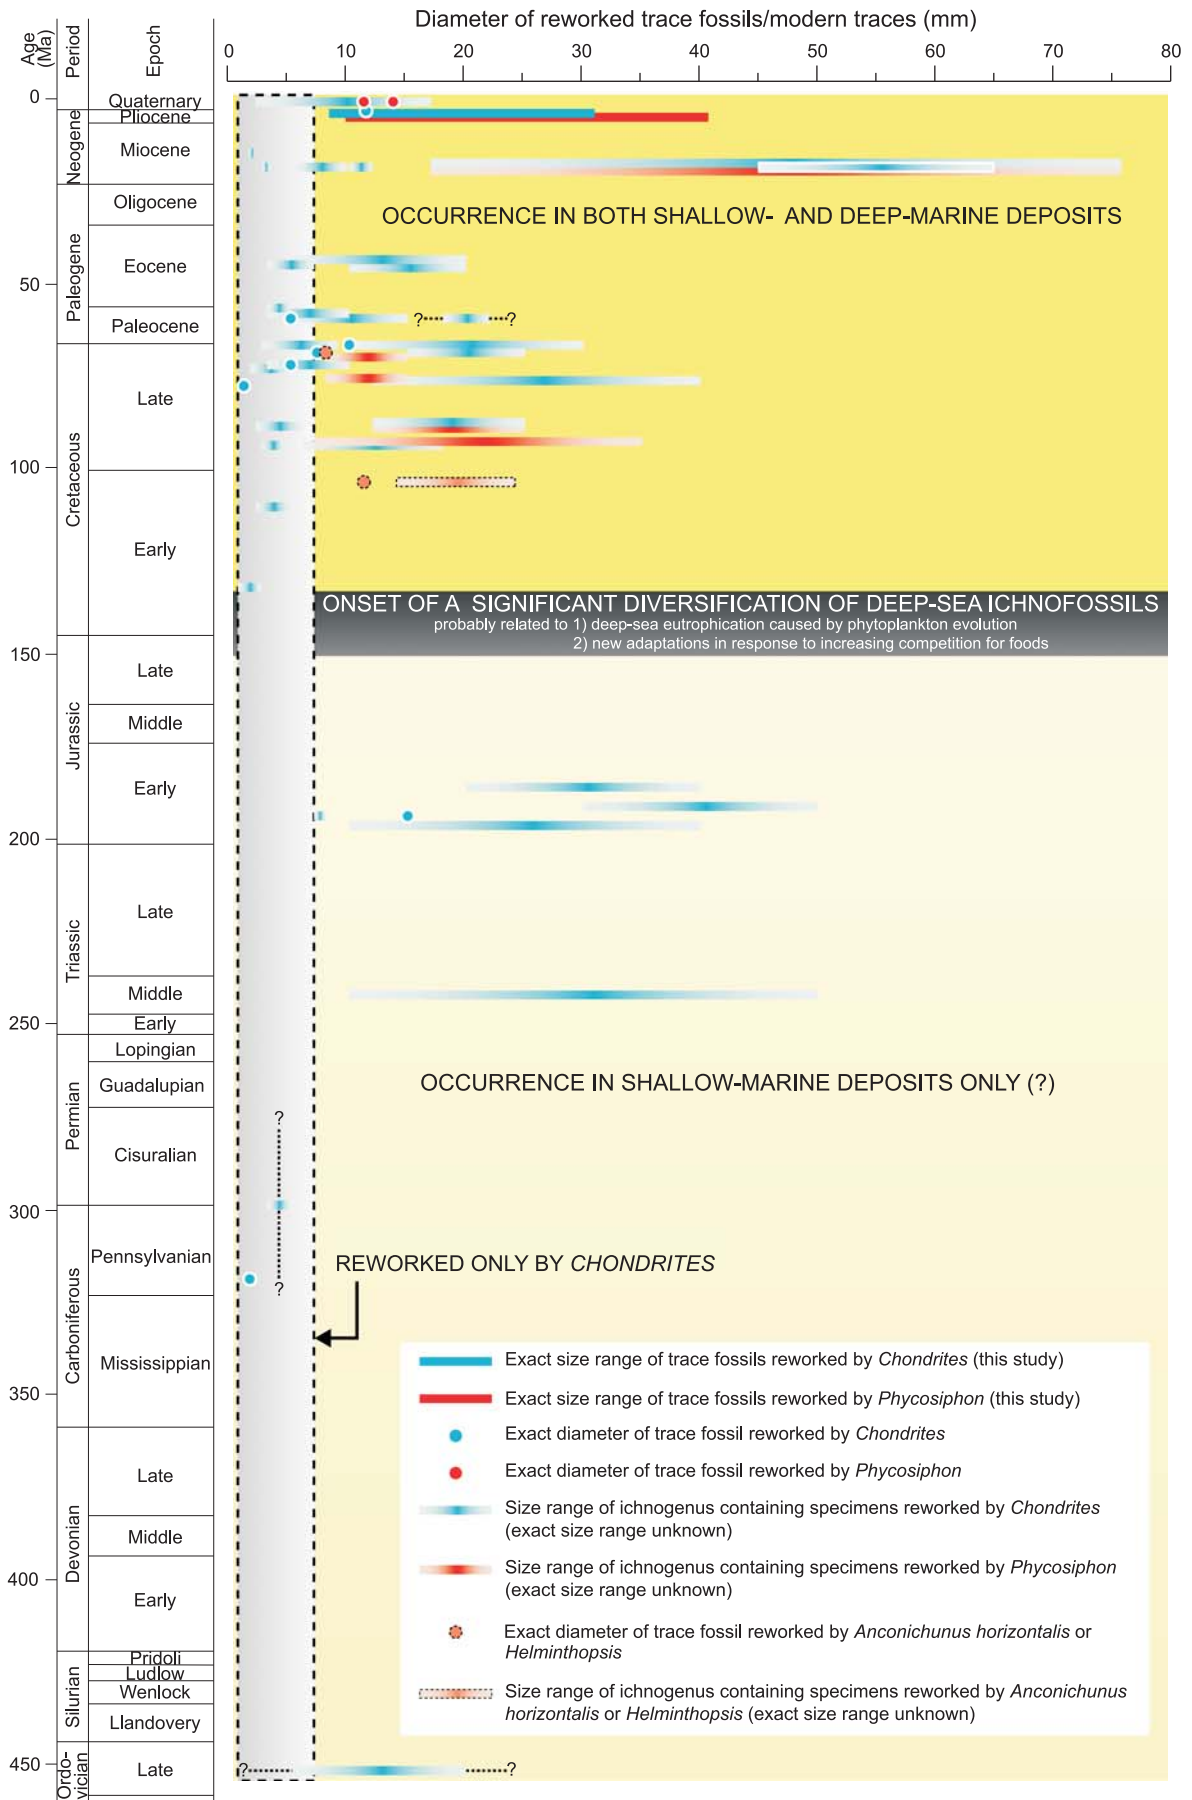 Diameter of reworked trace fossils/modern traces (mm)
Age (Ma)
Period
Epoch
0
10
20
30
40
50
60
70
80
0
50
100
150
200
250
300
350
400
450
Neogene
Paleogene
Cretaceous
Jurassic
Triassic
Permian
Carboniferous
Devonian
Silurian
Ordo-
vician
Quaternary
Pliocene
Miocene
Oligocene
Eocene
Paleocene
Late
Early
Late
Middle
Early
Late
Middle
Early
Lopingian
Guadalupian
Cisuralian
Pennsylvanian
Mississippian
Late
Middle
Early
Pridoli
Ludlow
Wenlock
Llandovery
Late
OCCURRENCE IN BOTH SHALLOW- AND DEEP-MARINE DEPOSITS
? ?
ONSET OF A SIGNIFICANT DIVERSIFICATION OF DEEP-SEA ICHNOFOSSILS
probably related to 1) deep-sea eutrophication caused by phytoplankton evolution
2) new adaptations in response to increasing competition for foods
OCCURRENCE IN SHALLOW-MARINE DEPOSITS ONLY (?)
?
?
REWORKED ONLY BY CHONDRITES
Exact size range of trace fossils reworked by Chondrites (this study)
Exact size range of trace fossils reworked by Phycosiphon (this study)
Exact diameter of trace fossil reworked by Chondrites
Exact diameter of trace fossil reworked by Phycosiphon
Size range of ichnogenus containing specimens reworked by Chondrites
(exact size range unknown)
Size range of ichnogenus containing specimens reworked by Phycosiphon
(exact size range unknown)
Exact diameter of trace fossil reworked by Anconichunus horizontalis or
Helminthopsis
Size range of ichnogenus containing specimens reworked by Anconichunus
horizontalis or Helminthopsis (exact size range unknown)
? ?